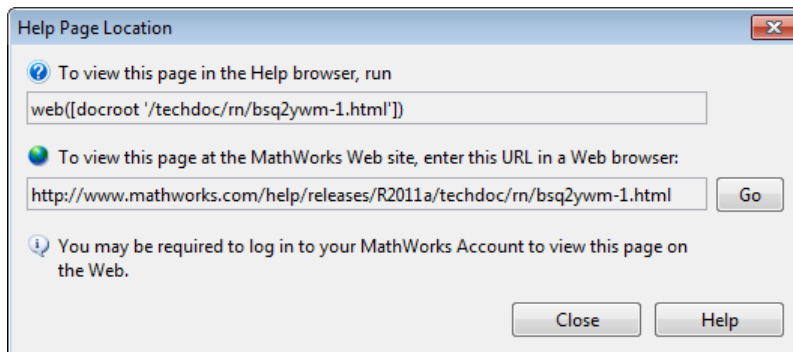 Help Page Location
To view this page in the Help browser, run
web([docroot '/techdoc/rn/bsq2ywm-1.html'])
To view this page at the MathWorks Web site, enter this URL in a Web browser:
http://www.mathworks.com/help/releases/R2011a/techdoc/rn/bsq2ywm-1.html
Go
You may be required to log in to your MathWorks Account to view this page on
the Web.
Close
Help